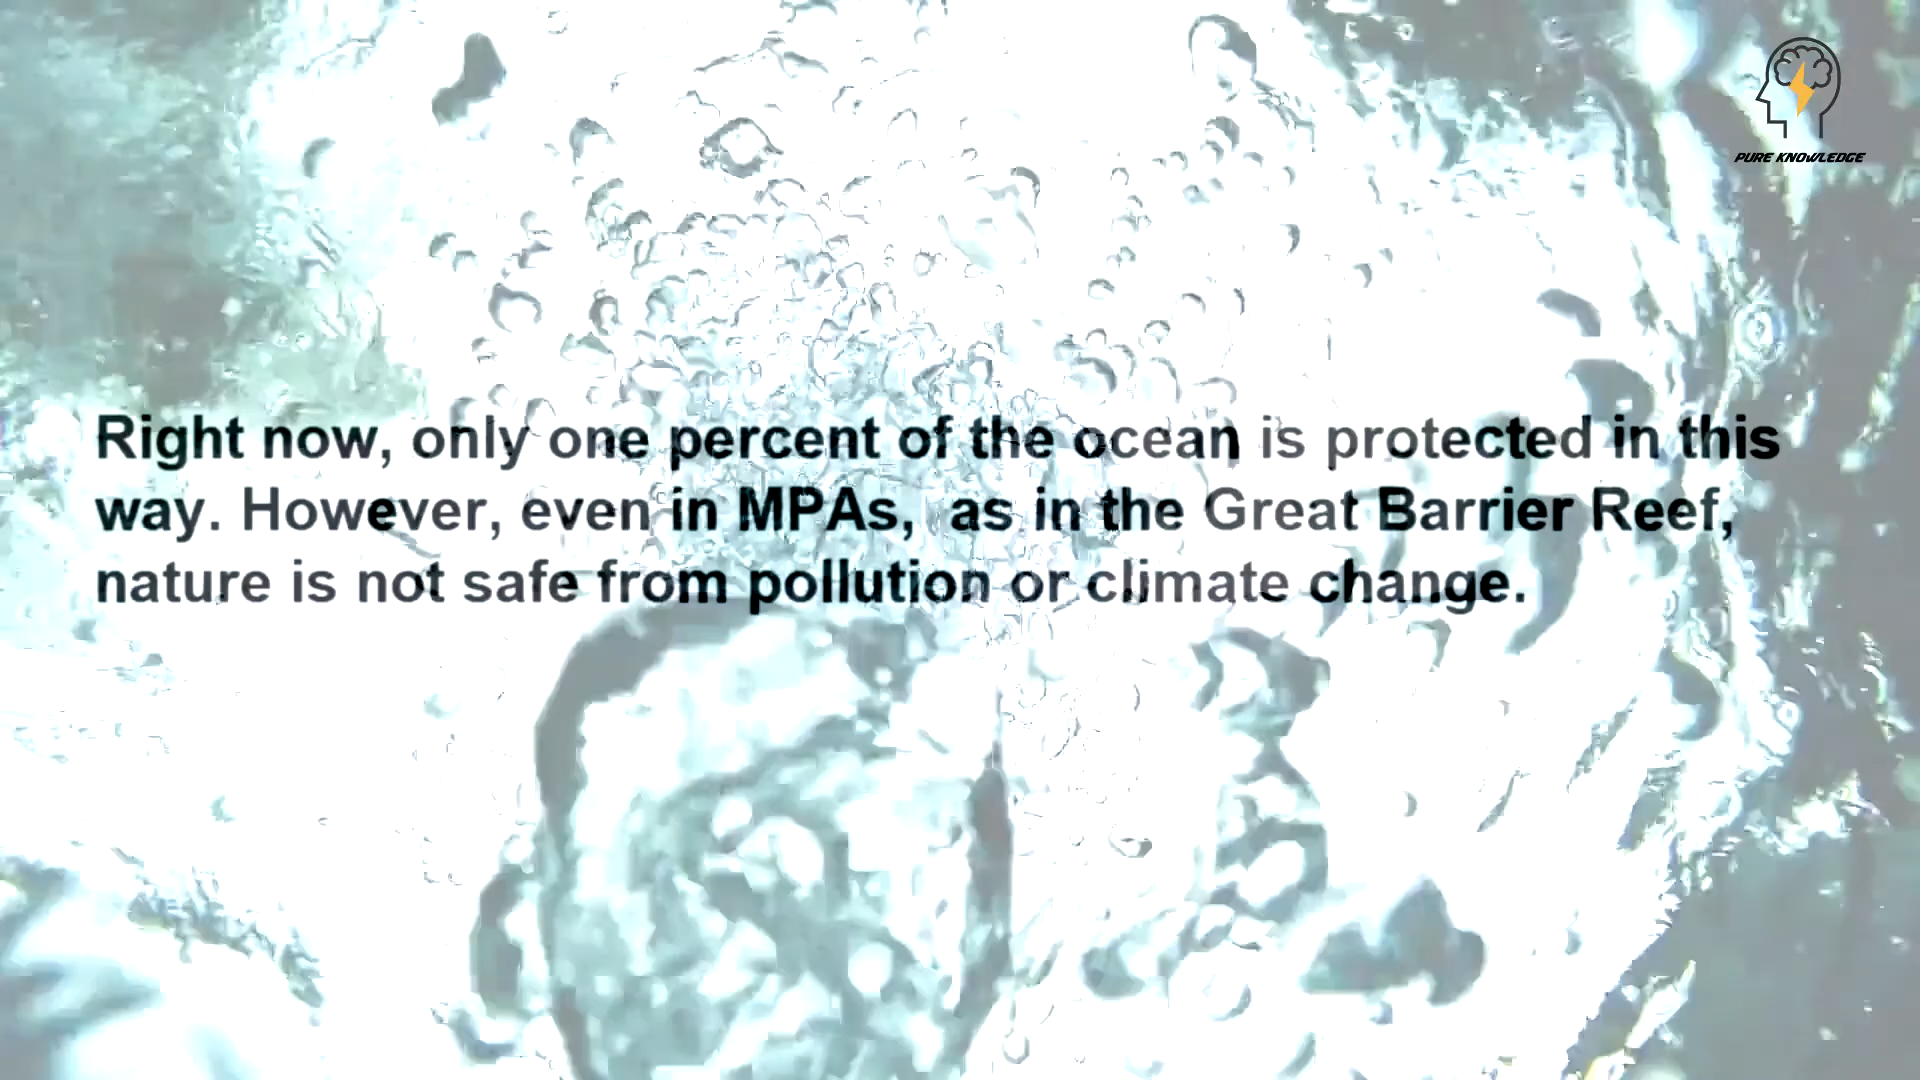 PURE KNOWLEDGE
Right now, only one percent of the ocean is protected in this
way. However, even in MPAs,  as in the Great Barrier Reef,
nature is not safe from pollution or climate change.